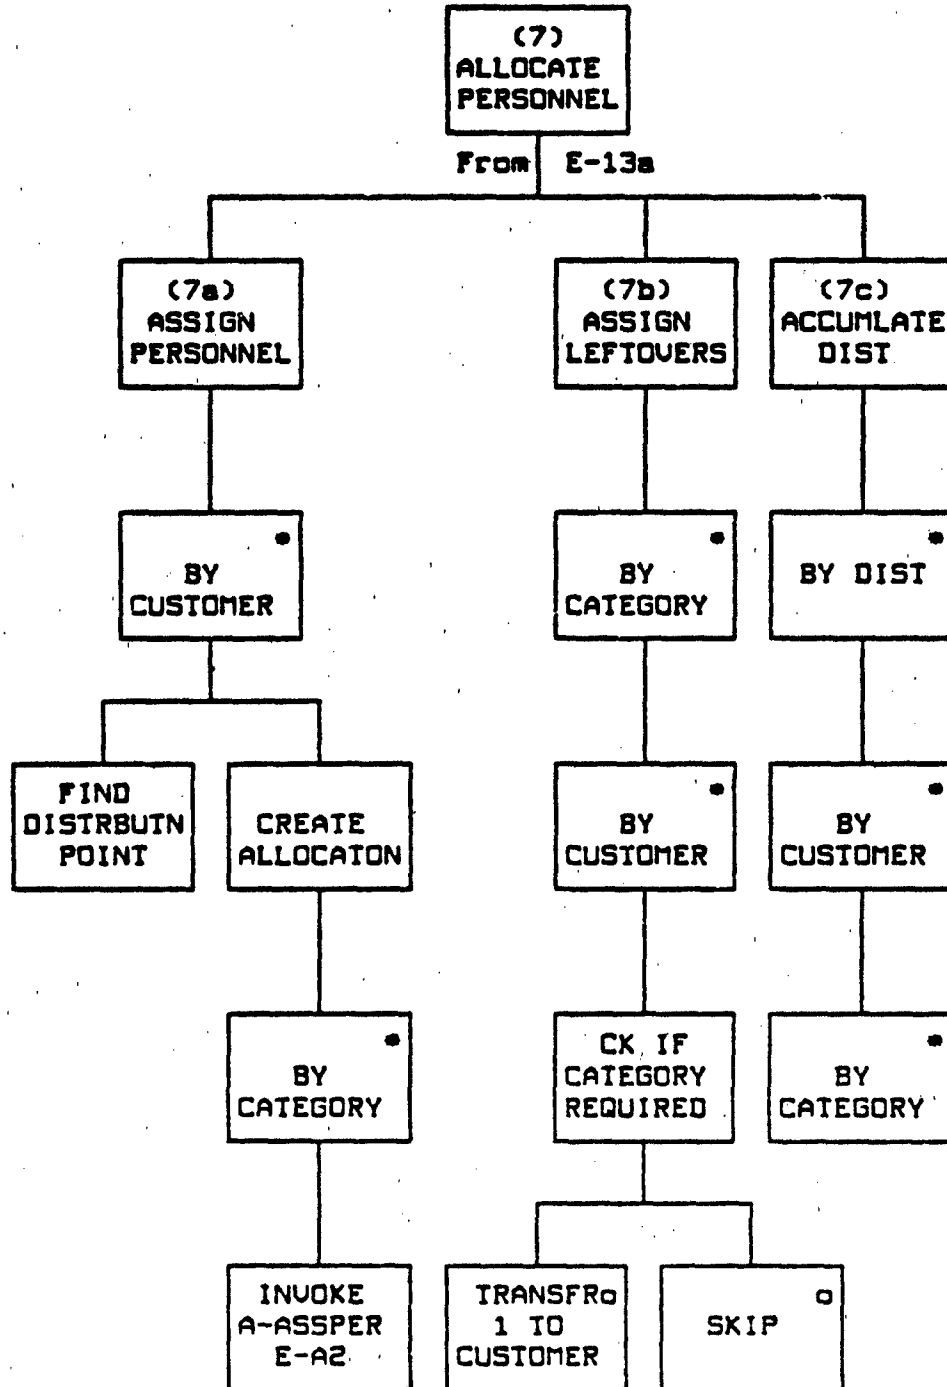 (7)
ALLOCATE
PERSONNEL
From E-13a
(7a)
ASSIGN
PERSONNEL
(7b)
ASSIGN
LEFTOVERS
(7c)
ACCUMLATE
DIST
*
BY
CUSTOMER
*
BY
CATEGORY
*
BY DIST
FIND
DISTRBUTN
POINT
CREATE
ALLOCATON
*
BY
CUSTOMER
*
BY
CUSTOMER
*
BY
CATEGORY
CK IF
CATEGORY
REQUIRED
*
BY
CATEGORY
INVOKE
A-ASSPER
E-A2
TRANSFR o
1 TO
CUSTOMER
o
SKIP